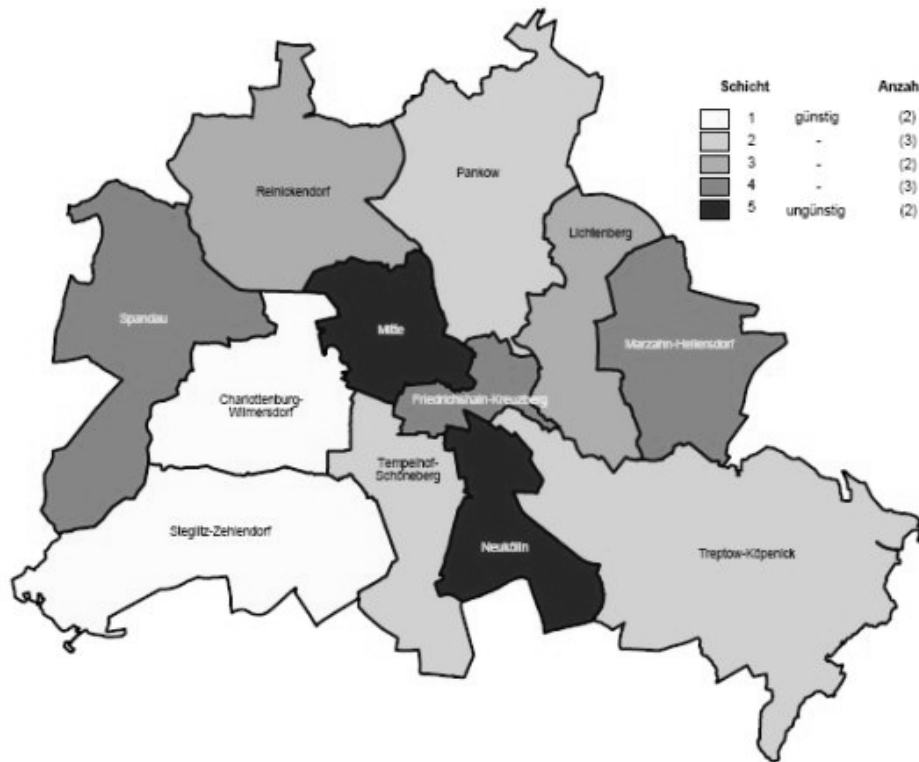 Schicht Anzah
1 günstig (2)
2 - (3)
3 - (2)
4 - (3)
5 ungünstig (2)
Pankow
Reinickendorf
Lichtenberg
Spandau
Mitte
Marzahn-Hellersdorf
Charlottenburg-
Wilmersdorf
Friedrichshain-Kreuzberg
Tempelhof-
Schöneberg
Steglitz-Zehlendorf
Neukölln
Treptow-Köpenick